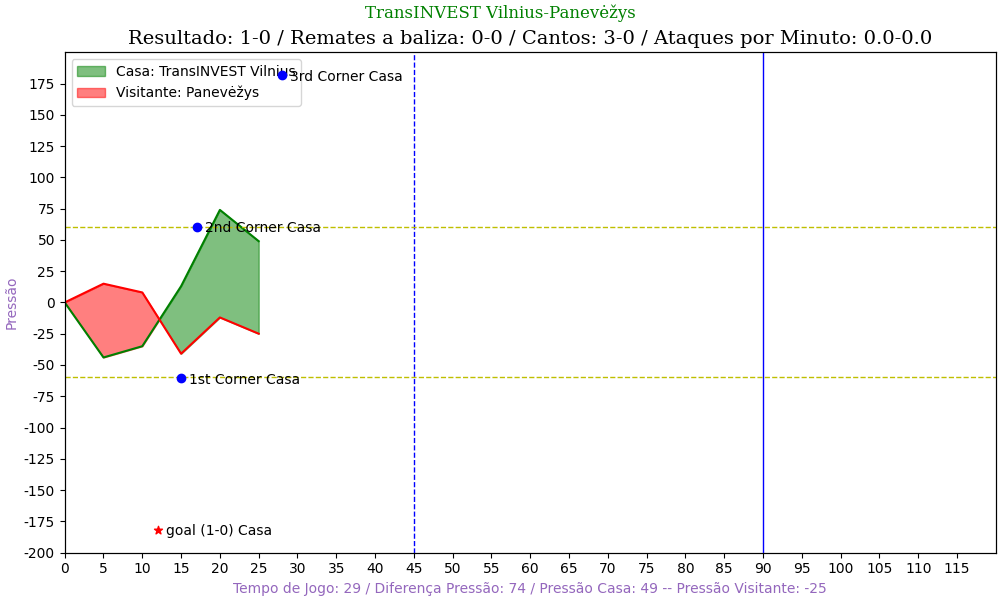 TransINVEST Vilnius-Panevėžys
Resultado: 1-0 / Remates a baliza: 0-0 / Cantos: 3-0 / Ataques por Minuto: 0.0-0.0
Casa: TransINVEST Vilnius
Visitante: Panevėžys
3rd Corner Casa
2nd Corner Casa
1st Corner Casa
goal (1-0) Casa
Pressão
175
150
125
100
75
50
25
0
-25
-50
-75
-100
-125
-150
-175
-200
0 5 10 15 20 25 30 35 40 45 50 55 60 65 70 75 80 85 90 95 100 105 110 115
Tempo de Jogo: 29 / Diferença Pressão: 74 / Pressão Casa: 49 -- Pressão Visitante: -25